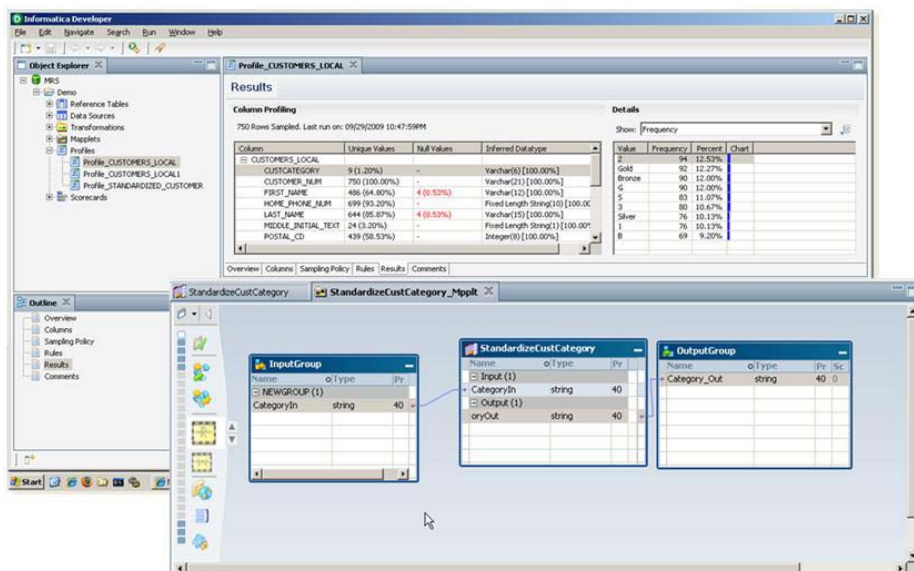 Informatica Developer
File Edit Navigate Search Run Window Help
Object Explorer
MRS
Demo
Reference Tables
Data Sources
Transformations
Mapplets
Profiles
Profile_CUSTOMERS_LOCAL
Profile_CUSTOMERS_LOCAL1
Profile_STANDARDIZED_CUSTOMER
Scorecards
Profile_CUSTOMERS_LOCAL
Results
Column Profiling
750 Rows Sampled. Last run on: 09/29/2009 10:47:59PM
Column Unique Values Null Values Inferred Datatype
CUSTOMERS_LOCAL
CUSTCATEGORY 9 (1.20%) - Varchar(6) [100.00%]
CUSTOMER_NUM 750 (100.00%) - Varchar(21) [100.00%]
FIRST_NAME 486 (64.80%) 4 (0.53%) Varchar(12) [100.00%]
HOME_PHONE_NUM 699 (93.20%) - Fixed Length String(10) [100.00
LAST_NAME 644 (85.87%) 4 (0.53%) Varchar(15) [100.00%]
MIDDLE_INITIAL_TEXT 24 (3.20%) - Fixed Length String(1) [100.00%
POSTAL_CD 439 (58.53%) - Integer(8) [100.00%]
Details
Show: Frequency
Value Frequency Percent Chart
2 94 12.53%
Gold 92 12.27%
Bronze 90 12.00%
G 90 12.00%
S 83 11.07%
3 80 10.67%
Silver 76 10.13%
1 76 10.13%
B 69 9.20%
Overview Columns Sampling Policy Rules Results Comments
Outline
Overview
Columns
Sampling Policy
Rules
Results
Comments
Start
StandardizeCustCategory StandardizeCustCategory_Mpplt
InputGroup
Name Type Pr
NEWGROUP (1)
CategoryIn string 40
StandardizeCustCategory
Name Type Pr
Input (1)
CategoryIn string 40
Output (1)
oryOut string 40
OutputGroup
Name Type Pr Sc
Category_Out string 40 0